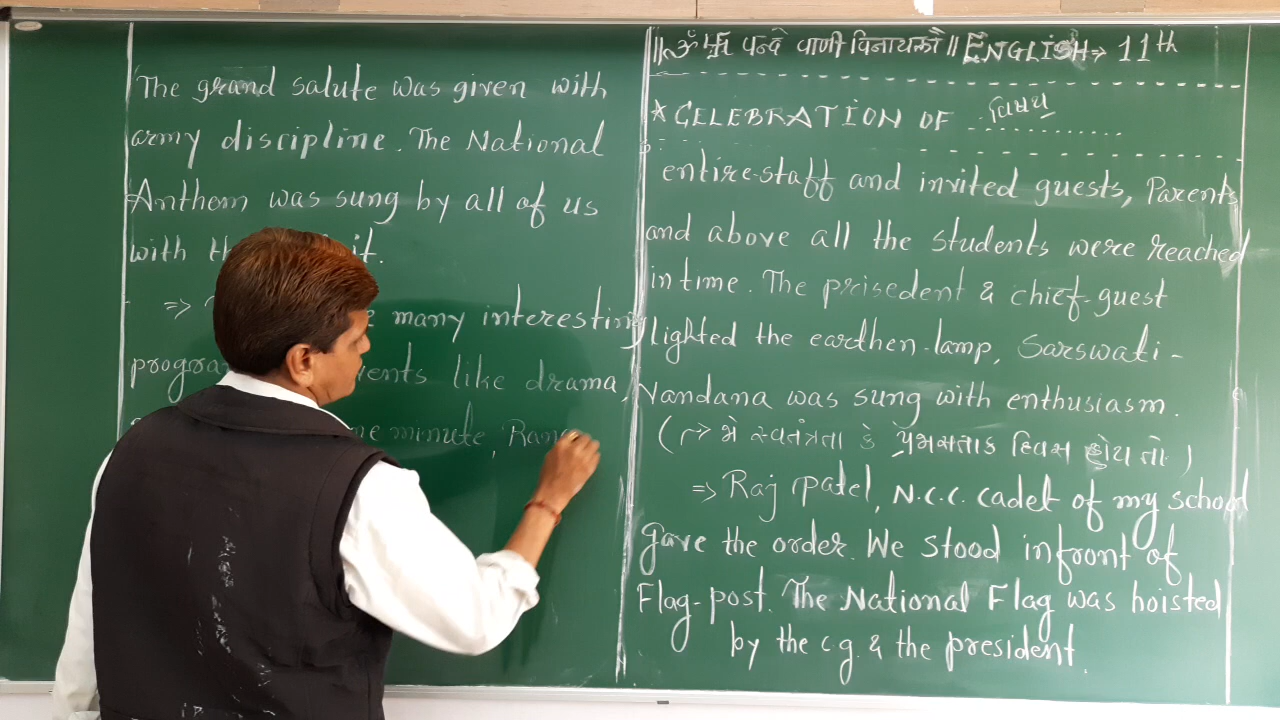 ॥ ૐ 卐 वन्दे वाणी विनायकौ ॥ ENGLISH → 11th
* CELEBRATION OF ..............
entire-staff and invited guests, Parents
and above all the students were reached
in time. The prisedent & chief-guest
lighted the earthen-lamp, Sarswati-
Vandana was sung with enthusiasm.
(→ જો સ્વતંત્રતા કે પ્રજાસત્તાક દિવસ હોય તો)
⇒ Raj Patel, N.C.C. cadet of my school
gave the order. We stood infront of
Flag-post. The National Flag was hoisted
by the c.g. & the president.
The grand salute was given with
army discipline. The National
Anthem was sung by all of us
with it.
⇒ many interesting
like drama,
minute,